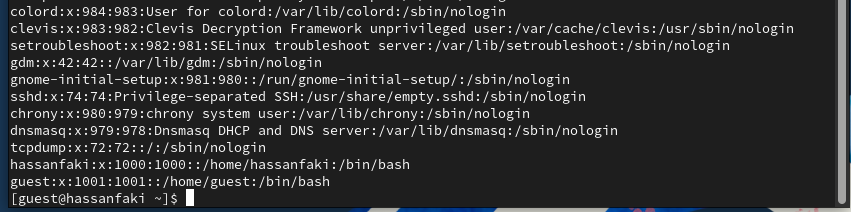 colord:x:984:983:User for colord:/var/lib/colord:/sbin/nologin
clevis:x:983:982:Clevis Decryption Framework unprivileged user:/var/cache/clevis:/usr/sbin/nologin
setroubleshoot:x:982:981:SELinux troubleshoot server:/var/lib/setroubleshoot:/sbin/nologin
gdm:x:42:42::/var/lib/gdm:/sbin/nologin
gnome-initial-setup:x:981:980::/run/gnome-initial-setup/:/sbin/nologin
sshd:x:74:74:Privilege-separated SSH:/usr/share/empty.sshd:/sbin/nologin
chrony:x:980:979:chrony system user:/var/lib/chrony:/sbin/nologin
dnsmasq:x:979:978:Dnsmasq DHCP and DNS server:/var/lib/dnsmasq:/sbin/nologin
tcpdump:x:72:72::/:/sbin/nologin
hassanfaki:x:1000:1000::/home/hassanfaki:/bin/bash
guest:x:1001:1001::/home/guest:/bin/bash
[guest@hassanfaki ~]$